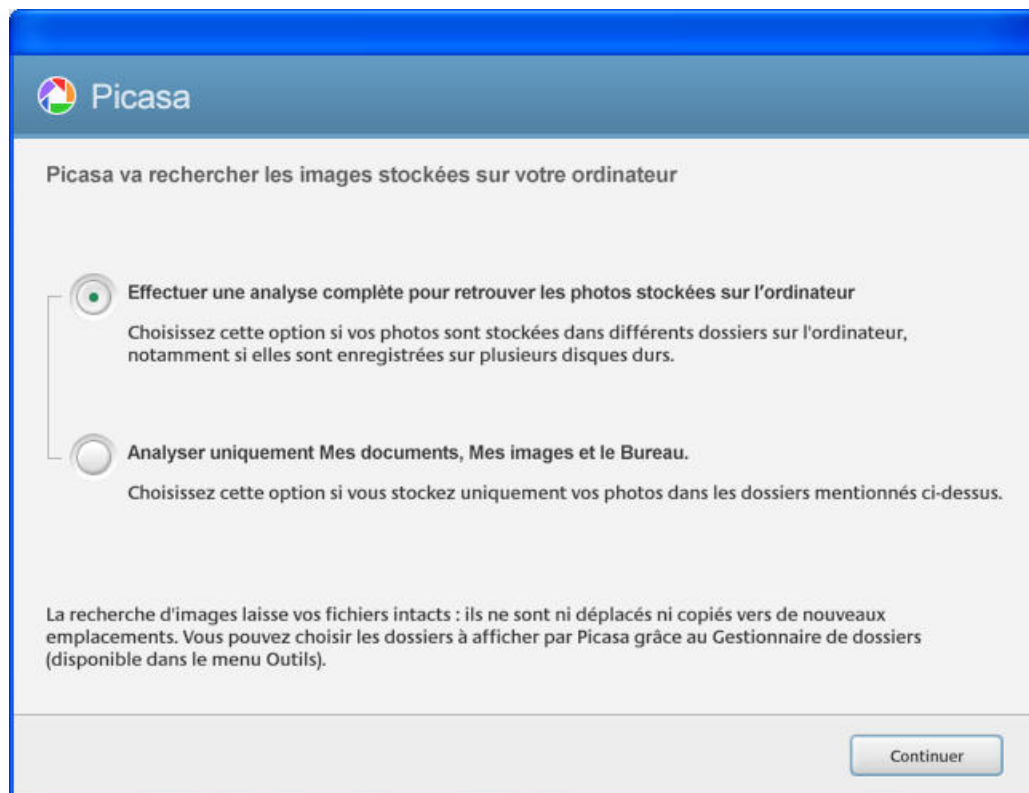 Picasa
Picasa va rechercher les images stockées sur votre ordinateur
Effectuer une analyse complète pour retrouver les photos stockées sur l'ordinateur
Choisissez cette option si vos photos sont stockées dans différents dossiers sur l'ordinateur,
notamment si elles sont enregistrées sur plusieurs disques durs.
Analyser uniquement Mes documents, Mes images et le Bureau.
Choisissez cette option si vous stockez uniquement vos photos dans les dossiers mentionnés ci-dessus.
La recherche d'images laisse vos fichiers intacts : ils ne sont ni déplacés ni copiés vers de nouveaux
emplacements. Vous pouvez choisir les dossiers à afficher par Picasa grâce au Gestionnaire de dossiers
(disponible dans le menu Outils).
Continuer